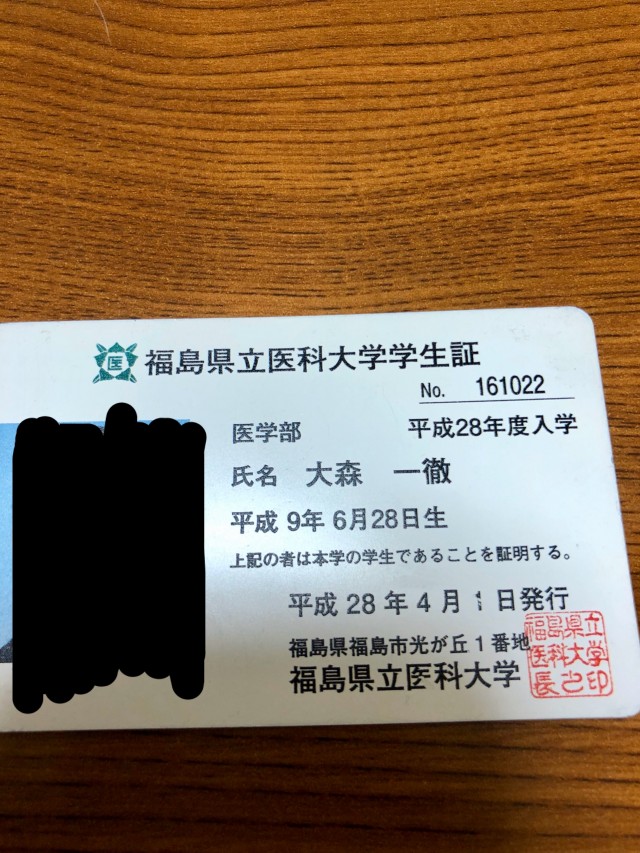 医
福島県立医科大学学生証
No. 161022
医学部 平成28年度入学
氏名 大森 一徹
平成 9年 6月28日生
上記の者は本学の学生であることを証明する。
平成 28 年 4 月 1 日発行
福島県福島市光が丘1番地
福島県立医科大学
福島県立
医科大学
長之印